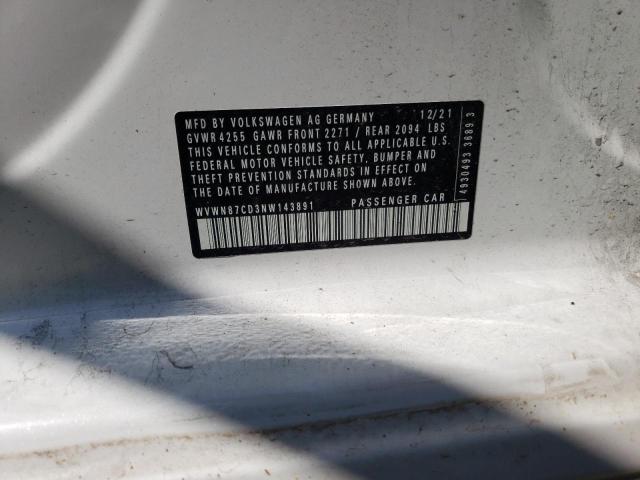 MFD BY VOLKSWAGEN AG GERMANY 12/21
GVWR 4255 GAWR FRONT 2271 / REAR 2094 LBS
THIS VEHICLE CONFORMS TO ALL APPLICABLE U.S.
FEDERAL MOTOR VEHICLE SAFETY, BUMPER AND
THEFT PREVENTION STANDARDS IN EFFECT ON
THE DATE OF MANUFACTURE SHOWN ABOVE.
WVWN87CD3NW143891 PASSENGER CAR
4930493 3689 3